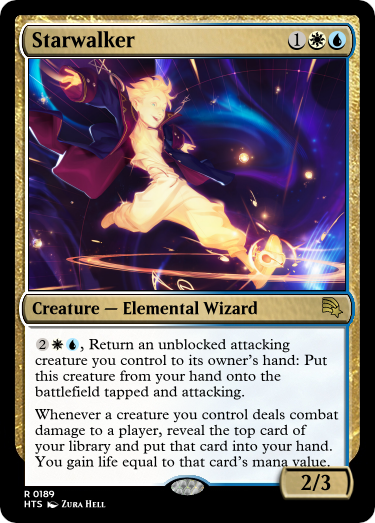 Starwalker 1
Creature — Elemental Wizard
2, Return an unblocked attacking
creature you control to its owner's hand: Put
this creature from your hand onto the
battlefield tapped and attacking.
Whenever a creature you control deals combat
damage to a player, reveal the top card of
your library and put that card into your hand.
You gain life equal to that card's mana value.
2/3
R 0189
HTS Zura Hell